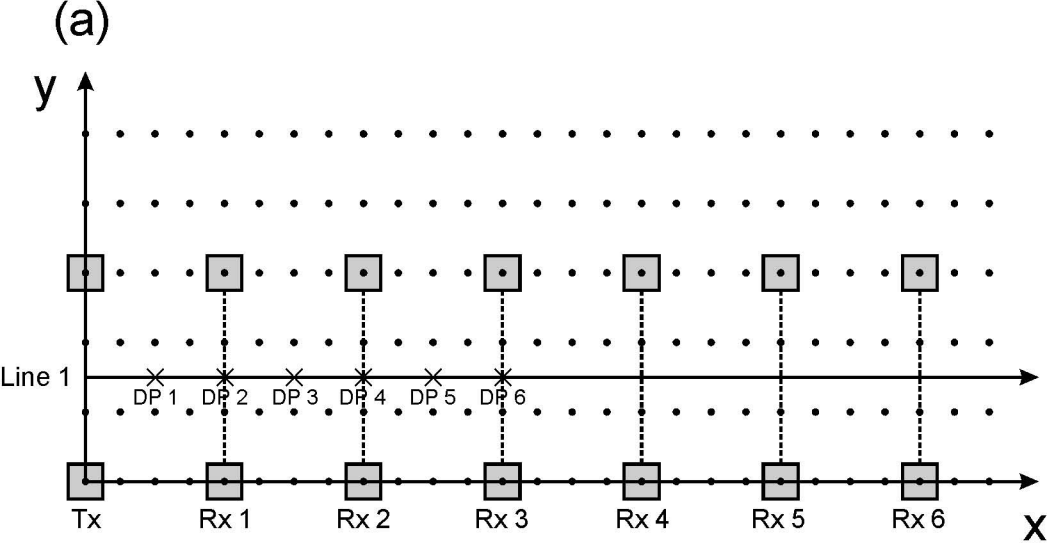 (a)
y
Line 1
DP 1 DP 2 DP 3 DP 4 DP 5 DP 6
Tx Rx 1 Rx 2 Rx 3 Rx 4 Rx 5 Rx 6
x